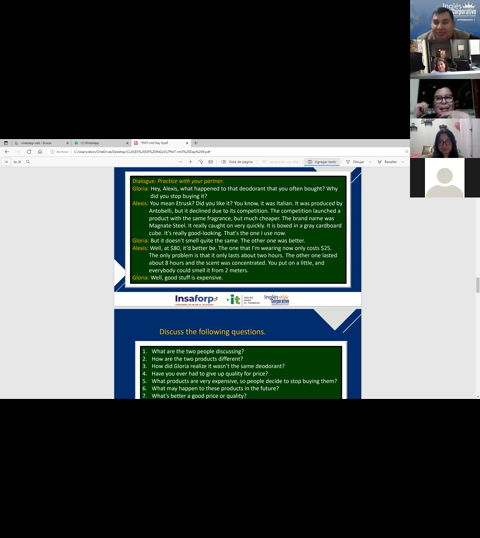 Inglés
Corporativo
Dialogue: Practice with your partner.
Gloria: Hey, Alexis, what happened to that deodorant that you often bought? Why
did you stop buying it?
Alexis: You mean Etrusk? Did you like it? You know, it was Italian. It was produced by
Antobelli, but it declined due to its competition. The competition launched a
product with the same fragrance, but much cheaper. The brand name was
Magnate Steel. It really caught on very quickly. It is boxed in a gray cardboard
cube. It's really good-looking. That's the one I use now.
Gloria: But it doesn't smell quite the same. The other one was better.
Alexis: Well, at $80, it'd better be. The one that I'm wearing now only costs $25.
The only problem is that it only lasts about two hours. The other one lasted
about 8 hours and the scent was concentrated. You put on a little, and
everybody could smell it from 2 meters.
Gloria: Well, good stuff is expensive.
Insaforp
it
Inglés
Corporativo
Discuss the following questions.
1. What are the two people discussing?
2. How are the two products different?
3. How did Gloria realize it wasn't the same deodorant?
4. Have you ever had to give up quality for price?
5. What products are very expensive, so people decide to stop buying them?
6. What may happen to these products in the future?
7. What's better a good price or quality?